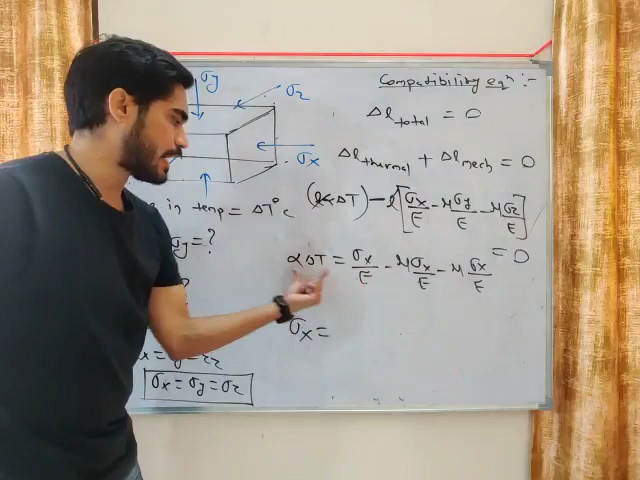 Compatibility eqⁿ :-
σy
σz
σx
Δl total = 0
Δl thermal + Δl mech = 0
(lαΔT) - l[σx/E - μσy/E - μσz/E] = 0
e in temp = ΔT°c
σy = ?
?
αΔT = σx/E - μσx/E - μσx/E
σx =
x = y = zz
σx = σy = σz